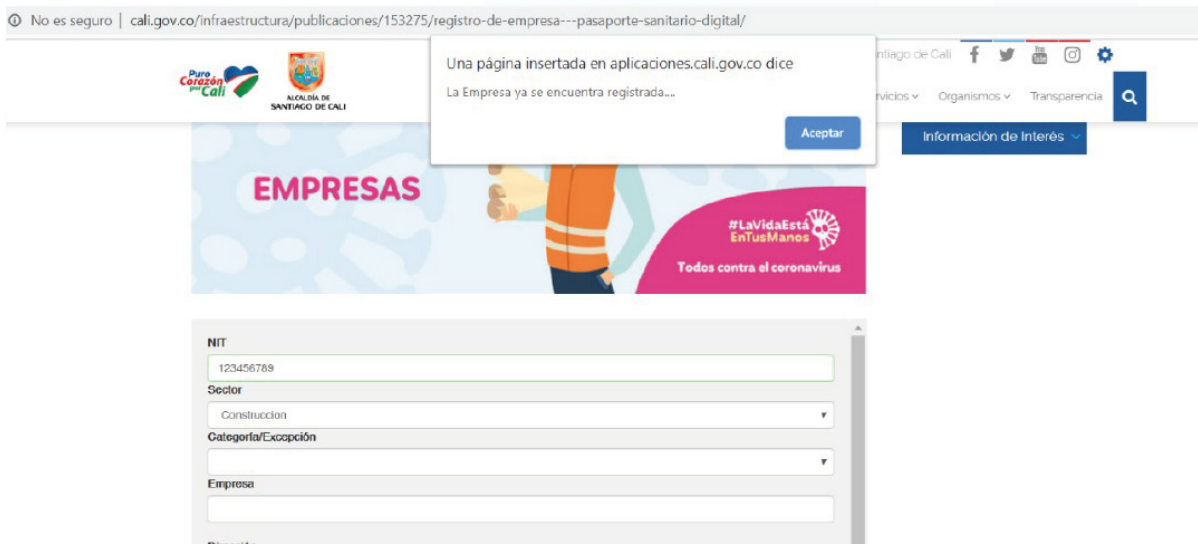 No es seguro | cali.gov.co/infraestructura/publicaciones/153275/registro-de-empresa---pasaporte-sanitario-digital/
Puro
Corazón
por Cali
ALCALDÍA DE
SANTIAGO DE CALI
Una página insertada en aplicaciones.cali.gov.co dice
La Empresa ya se encuentra registrada....
Aceptar
ntiago de Cali
You
Tube
rvicios
Organismos
Transparencia
Información de Interés
EMPRESAS
#LaVidaEstá
EnTusManos
Todos contra el coronavirus
NIT
123456789
Sector
Construccion
Categoría/Excepción
Empresa